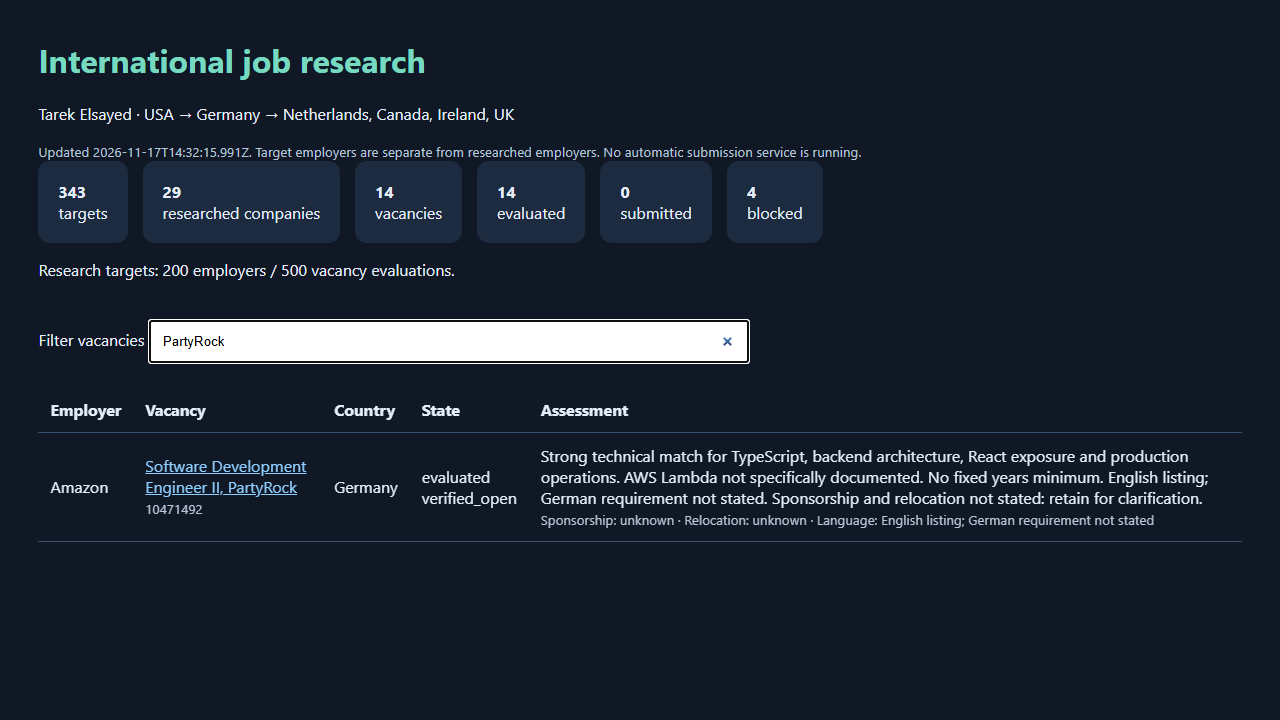 International job research
Tarek Elsayed · USA → Germany → Netherlands, Canada, Ireland, UK
Updated 2026-11-17T14:32:15.991Z. Target employers are separate from researched employers. No automatic submission service is running.
343
targets
29
researched companies
14
vacancies
14
evaluated
0
submitted
4
blocked
Research targets: 200 employers / 500 vacancy evaluations.
Filter vacancies PartyRock ×
Employer Vacancy Country State Assessment
Amazon
Software Development
Engineer II, PartyRock
10471492
Germany
evaluated
verified_open
Strong technical match for TypeScript, backend architecture, React exposure and production
operations. AWS Lambda not specifically documented. No fixed years minimum. English listing;
German requirement not stated. Sponsorship and relocation not stated: retain for clarification.
Sponsorship: unknown · Relocation: unknown · Language: English listing; German requirement not stated